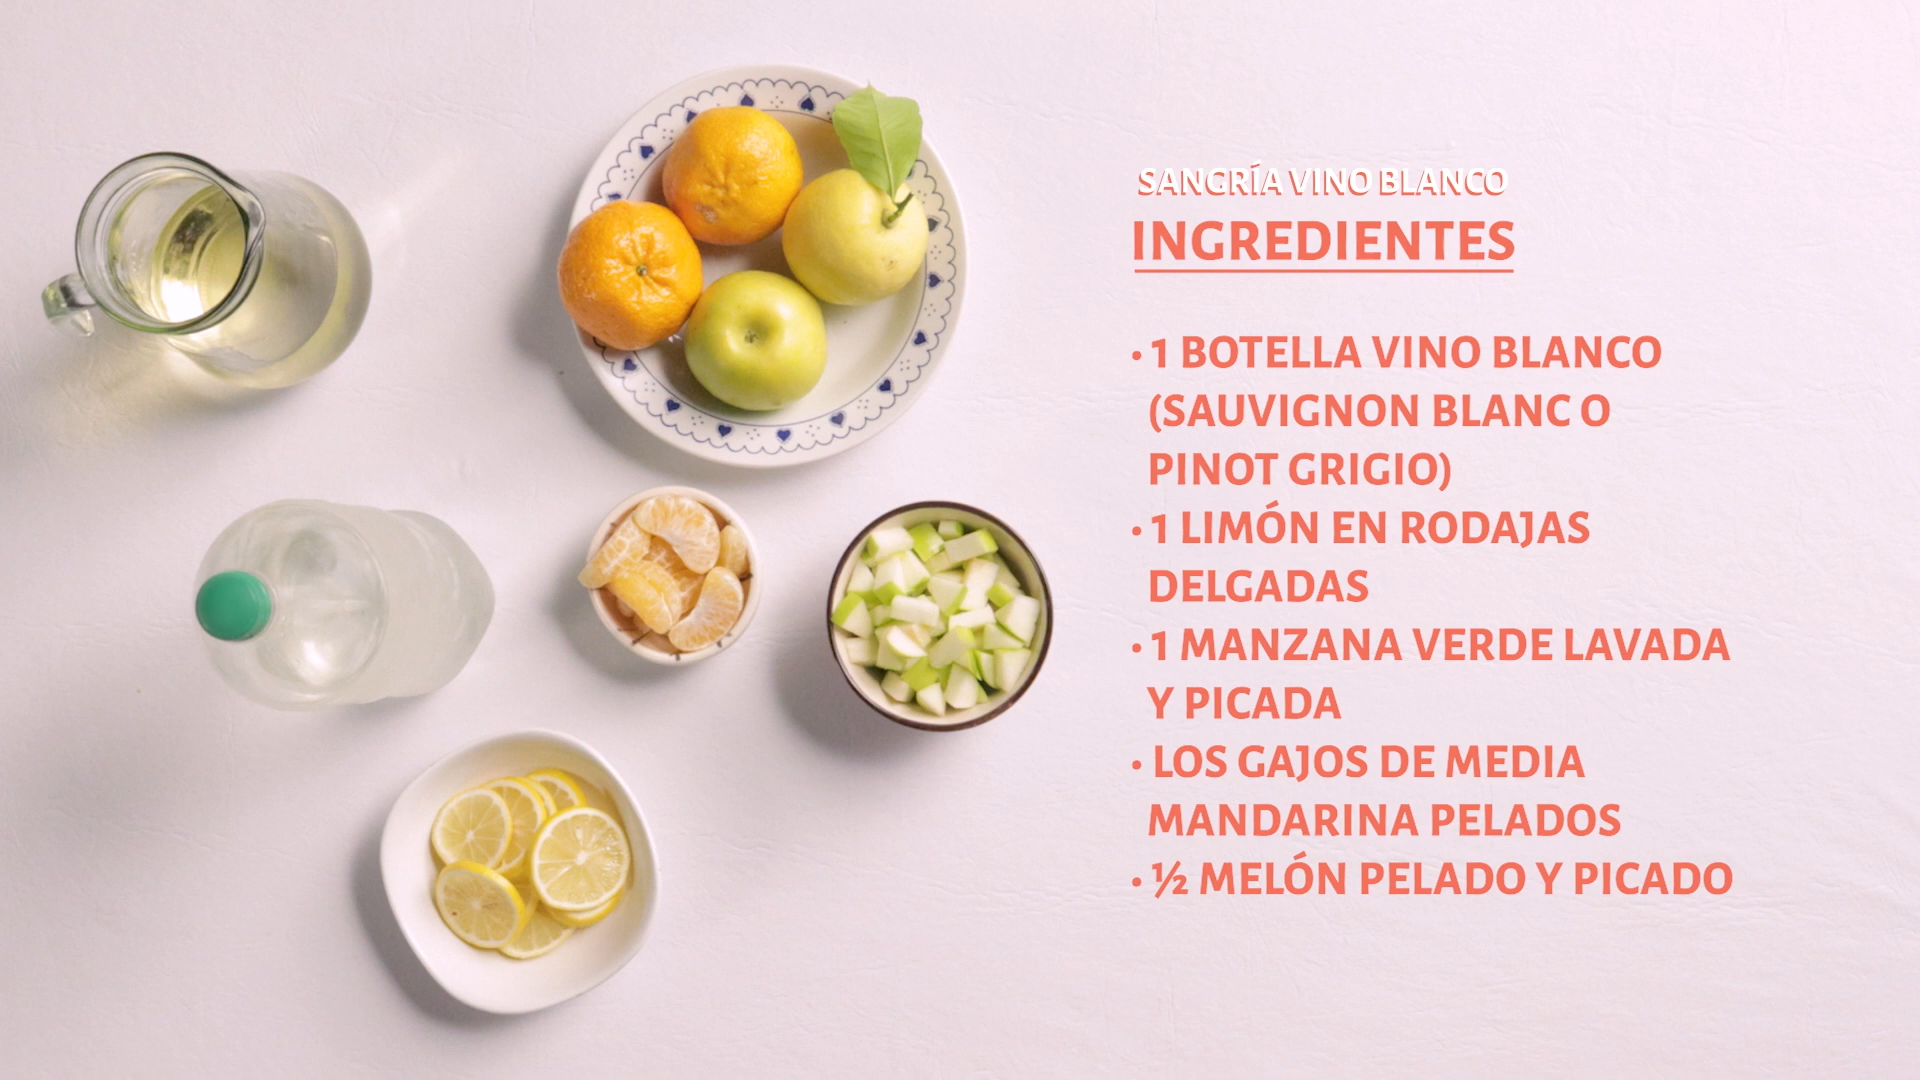 SANGRÍA VINO BLANCO
INGREDIENTES
• 1 BOTELLA VINO BLANCO
(SAUVIGNON BLANC O
PINOT GRIGIO)
• 1 LIMÓN EN RODAJAS
DELGADAS
• 1 MANZANA VERDE LAVADA
Y PICADA
• LOS GAJOS DE MEDIA
MANDARINA PELADOS
• ½ MELÓN PELADO Y PICADO